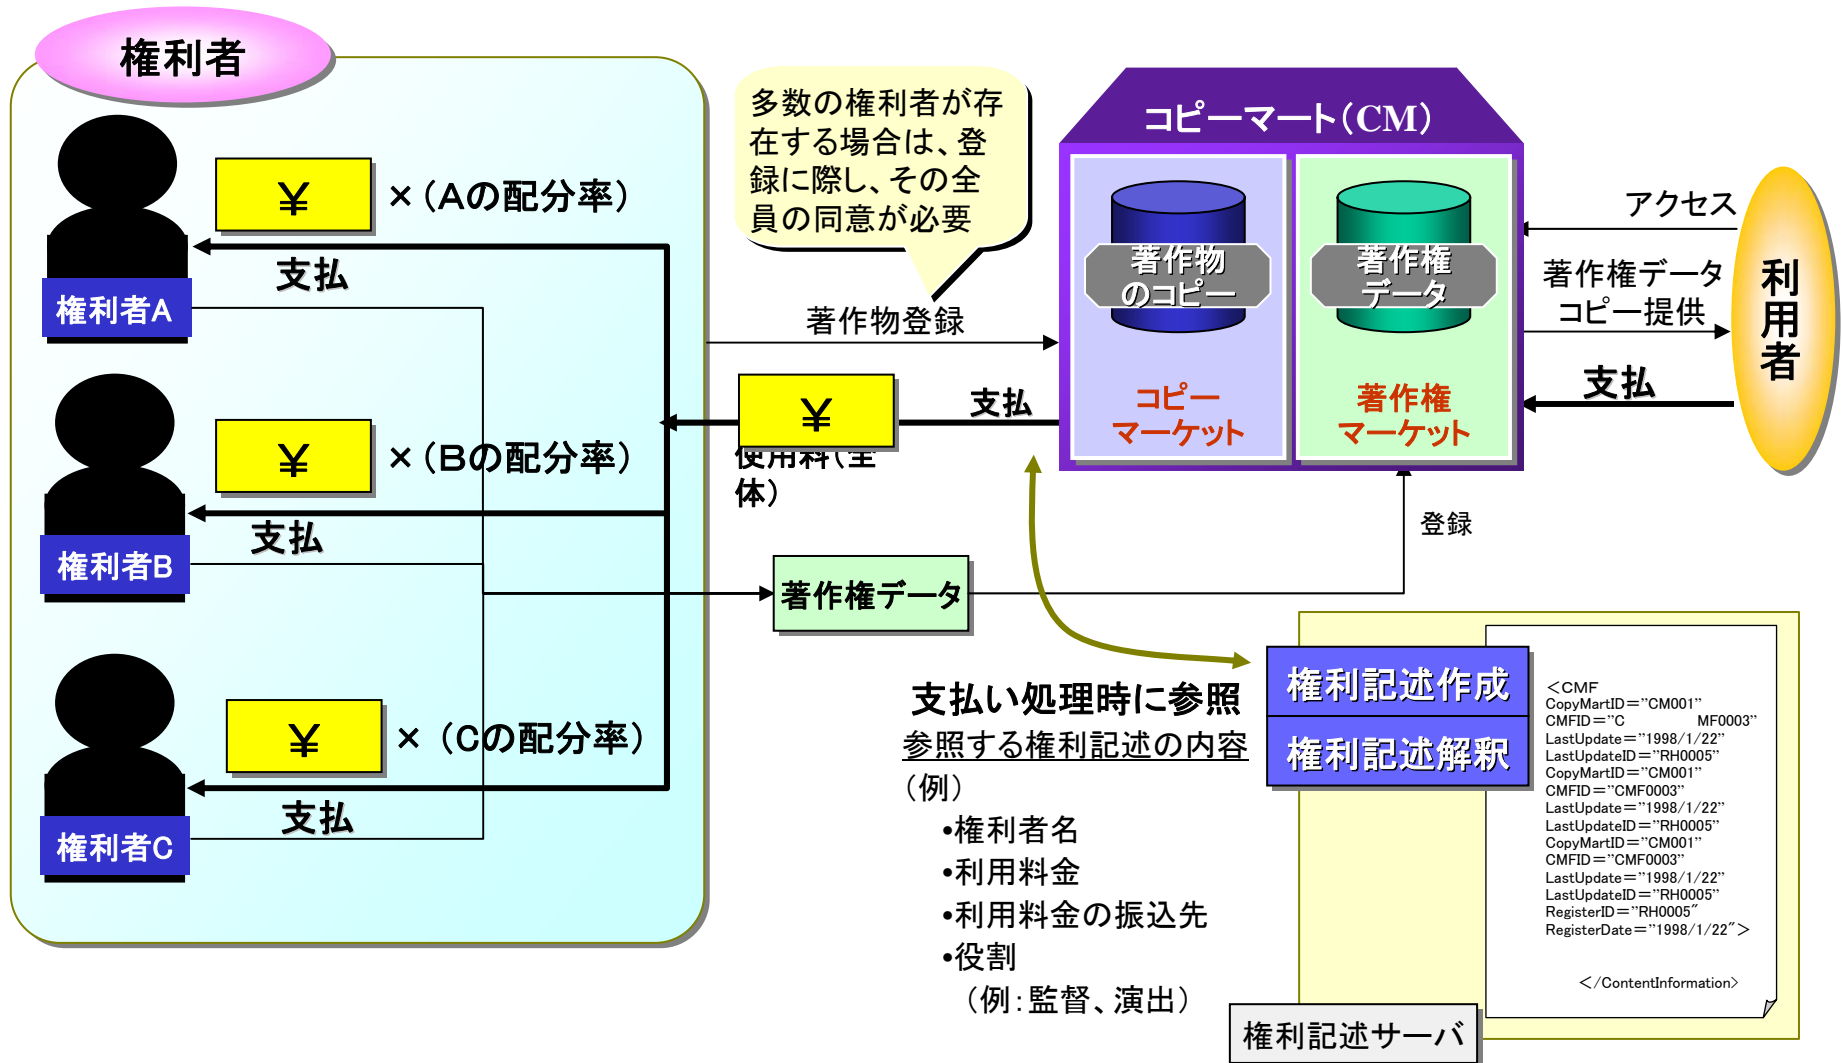 権利者
¥
×(Aの配分率)
支払
権利者A
¥
×(Bの配分率)
支払
権利者B
¥
×(Cの配分率)
支払
権利者C
多数の権利者が存
在する場合は、登
録に際し、その全
員の同意が必要
著作物登録
¥
支払
使用料(全
体)
著作権データ
コピーマート(CM)
著作物
のコピー
著作権
データ
コピー
マーケット
著作権
マーケット
アクセス
著作権データ
コピー提供
支払
利用者
登録
支払い処理時に参照
参照する権利記述の内容
(例)
•権利者名
•利用料金
•利用料金の振込先
•役割
(例:監督、演出)
権利記述作成
権利記述解釈
<CMF
CopyMartID="CM001"
CMFID="C MF0003"
LastUpdate="1998/1/22"
LastUpdateID="RH0005"
CopyMartID="CM001"
CMFID="CMF0003"
LastUpdate="1998/1/22"
LastUpdateID="RH0005"
CopyMartID="CM001"
CMFID="CMF0003"
LastUpdate="1998/1/22"
LastUpdateID="RH0005"
RegisterID="RH0005"
RegisterDate="1998/1/22">
</ContentInformation>
権利記述サーバ